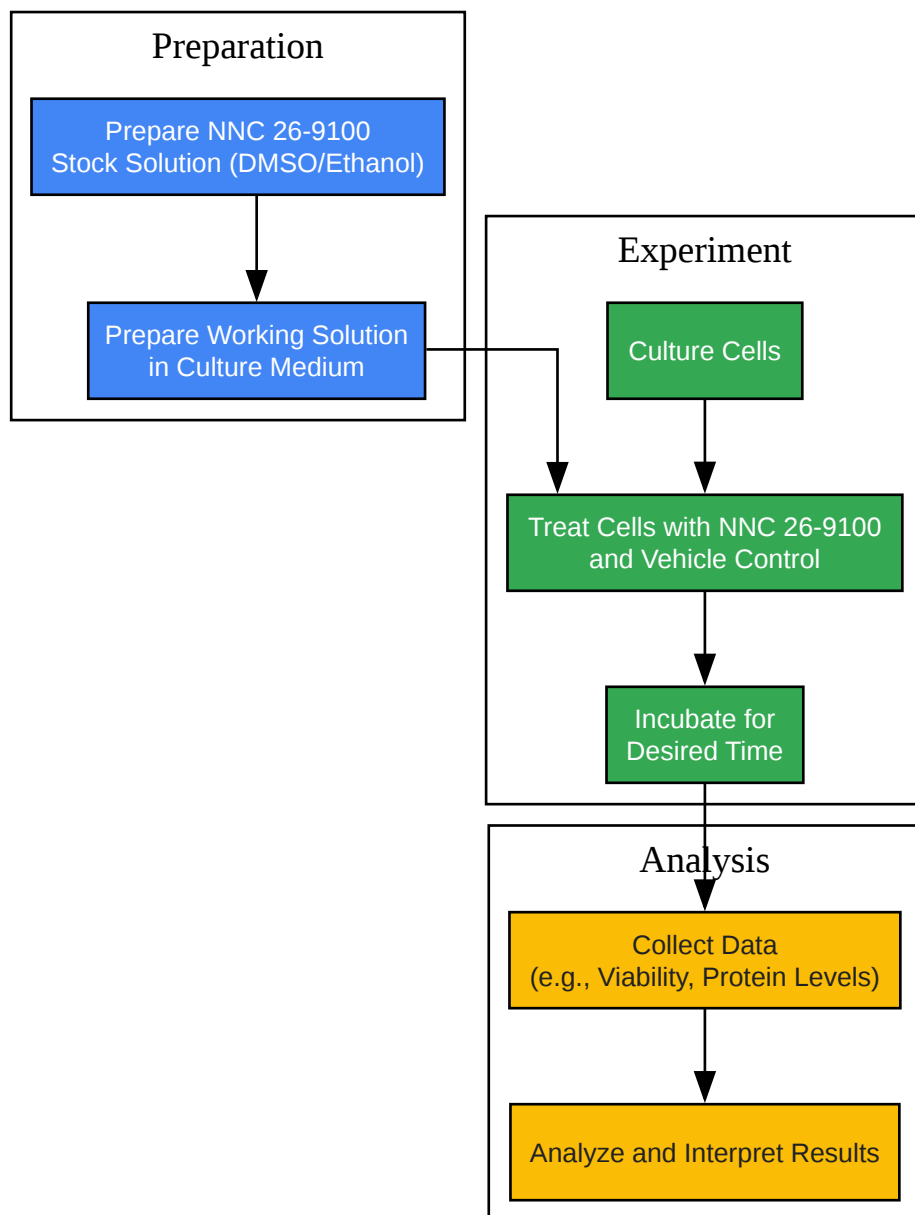 Preparation
Prepare NNC 26-9100
Stock Solution (DMSO/Ethanol)
Prepare Working Solution
in Culture Medium
Experiment
Culture Cells
Treat Cells with NNC 26-9100
and Vehicle Control
Incubate for
Desired Time
Analysis
Collect Data
(e.g., Viability, Protein Levels)
Analyze and Interpret Results